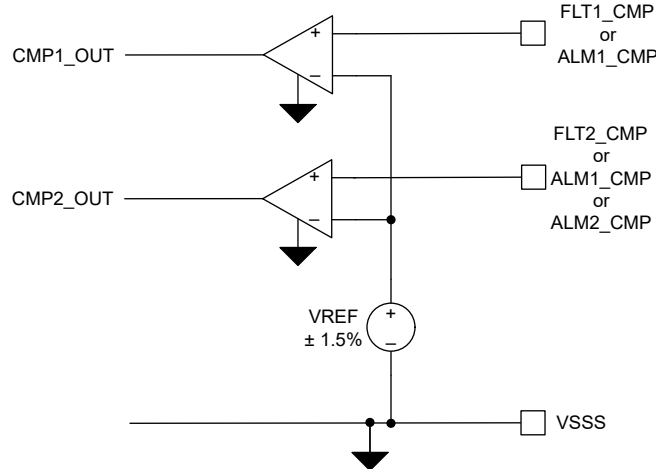 FLT1_CMP
or
ALM1_CMP
CMP1_OUT
+
–
FLT2_CMP
or
ALM1_CMP
or
ALM2_CMP
CMP2_OUT
+
–
VREF
± 1.5%
+
–
VSSS